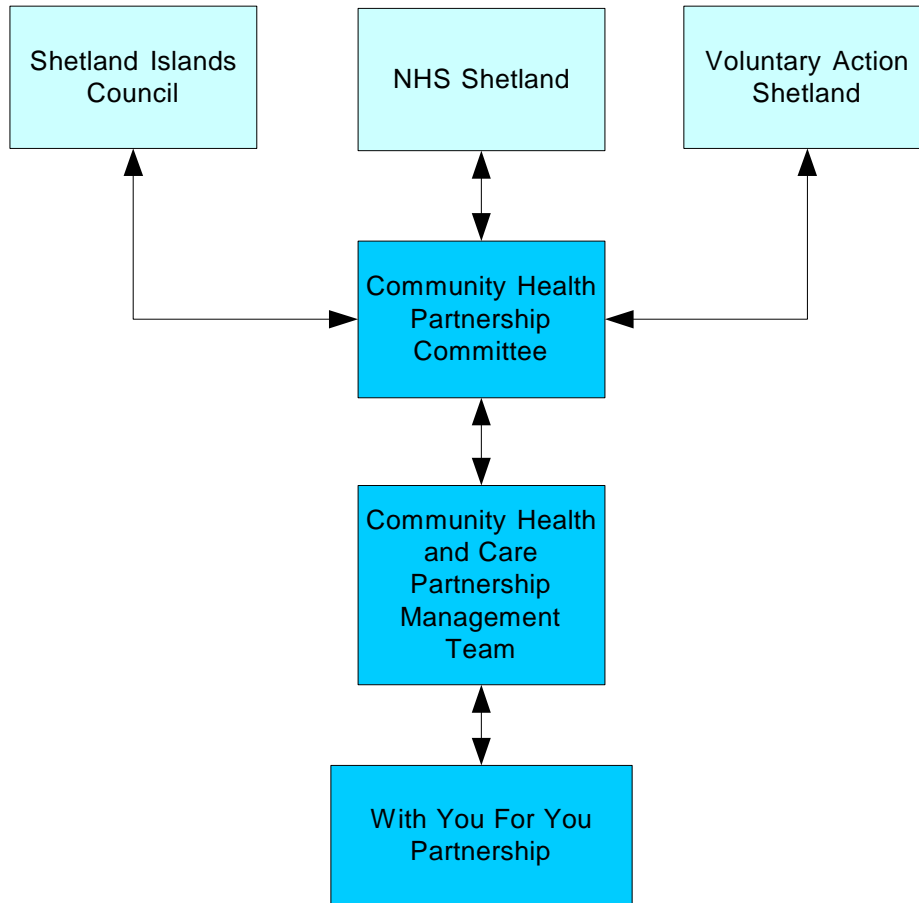 Shetland Islands
Council
NHS Shetland
Voluntary Action
Shetland
Community Health
Partnership
Committee
Community Health
and Care
Partnership
Management
Team
With You For You
Partnership